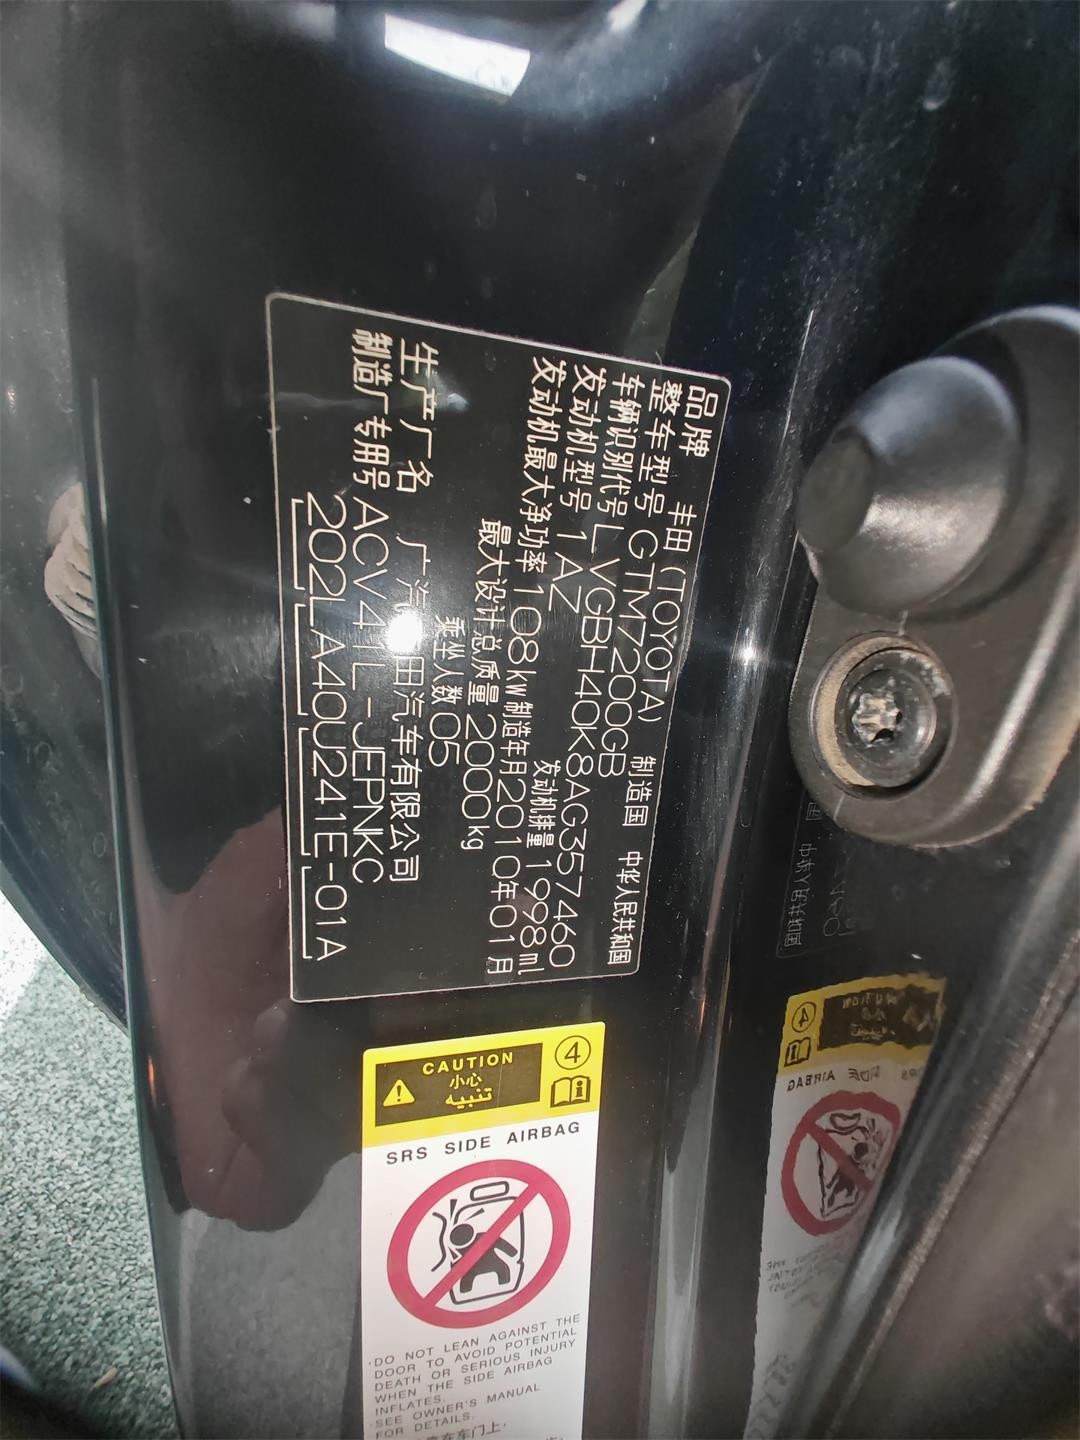 品牌 丰田(TOYOTA) 制造国 中华人民共和国
整车型号 GTM7200GB
车辆识别代号 LVGBH40K8AG357460
发动机型号 1AZ 发动机排量 1998ml
发动机最大净功率 108kw 制造年月 2010年01月
最大设计总质量 2000kg
乘坐人数 05
生产厂名 广汽 田汽车有限公司
制造厂专用号 ACV41L-JEPNKC
202LA40U241E-01A
CAUTION
小心
تنبيه
4
SRS SIDE AIRBAG
·DO NOT LEAN AGAINST THE
DOOR TO AVOID POTENTIAL
DEATH OR SERIOUS INJURY
WHEN THE SIDE AIRBAG
INFLATES.
·SEE OWNER'S MANUAL
FOR DETAILS.
在车门上，